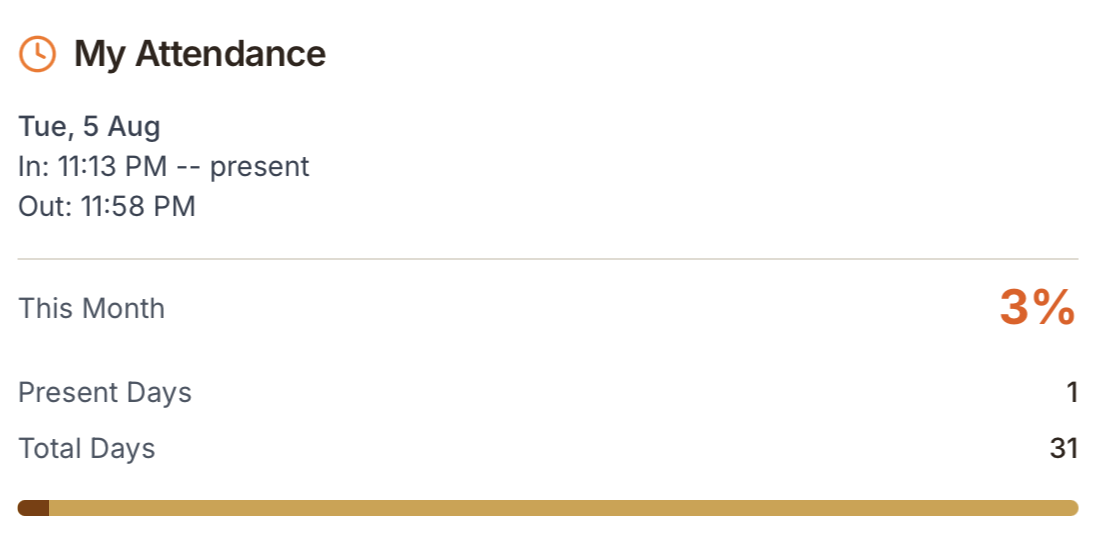 My Attendance
Tue, 5 Aug
In: 11:13 PM -- present
Out: 11:58 PM
This Month 3%
Present Days 1
Total Days 31